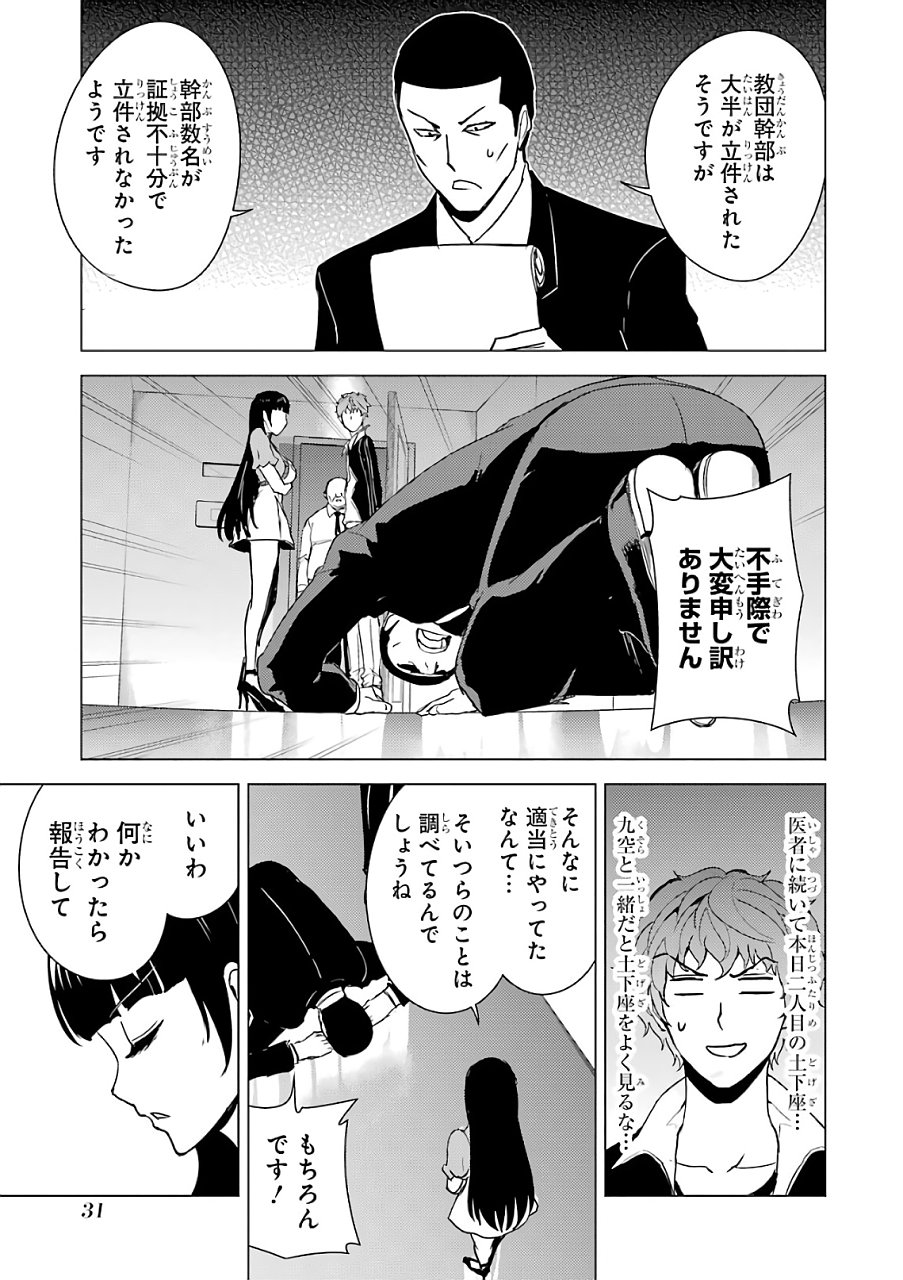 教団幹部は
大半が立件された
そうですが
幹部数名が
証拠不十分で
立件されなかった
ようです
不手際で
大変申し訳
ありません
医者に続いて本日二人目の土下座…
九空と一緒だと土下座をよく見るな…
そんなに
適当にやってた
なんて…
そいつらのことは
調べてるんで
しょうね
もちろん
です！
いいわ
何か
わかったら
報告して
31